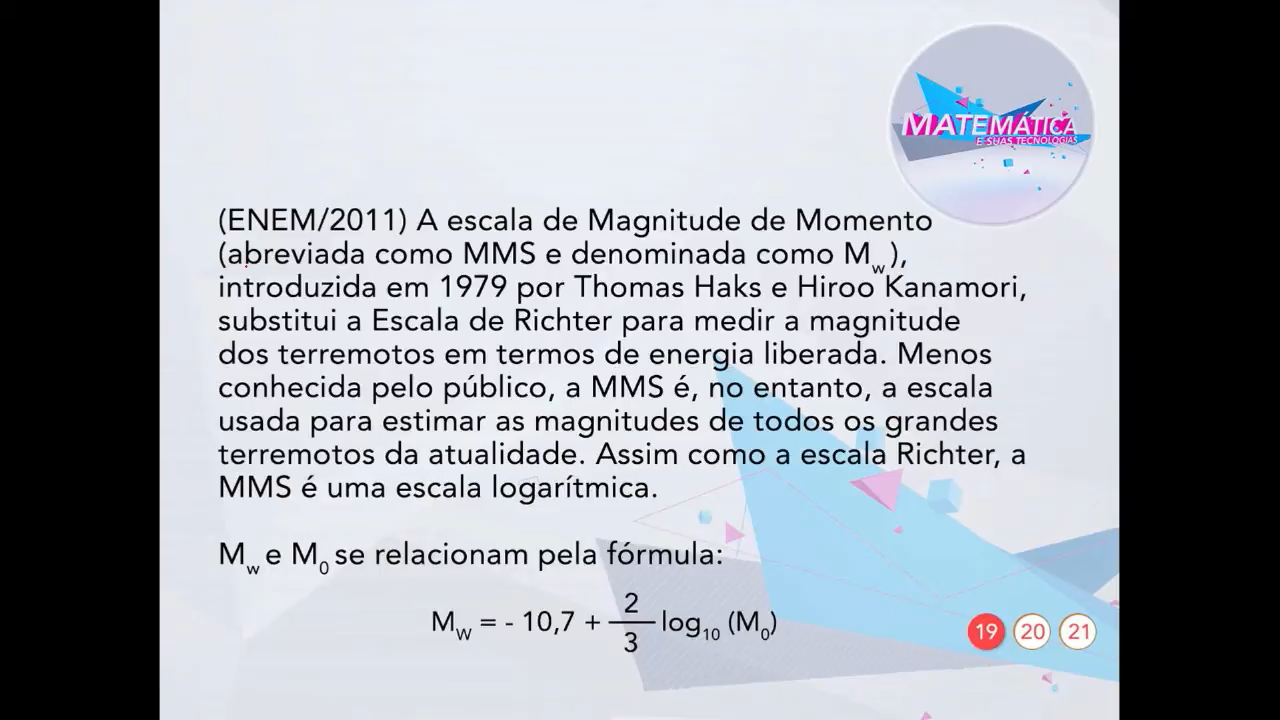 MATEMÁTICA
E SUAS TECNOLOGIAS
(ENEM/2011) A escala de Magnitude de Momento
(abreviada como MMS e denominada como Mw),
introduzida em 1979 por Thomas Haks e Hiroo Kanamori,
substitui a Escala de Richter para medir a magnitude
dos terremotos em termos de energia liberada. Menos
conhecida pelo público, a MMS é, no entanto, a escala
usada para estimar as magnitudes de todos os grandes
terremotos da atualidade. Assim como a escala Richter, a
MMS é uma escala logarítmica.
Mw e M0 se relacionam pela fórmula:
MW = - 10,7 + 2/3 log10 (M0)
19 20 21